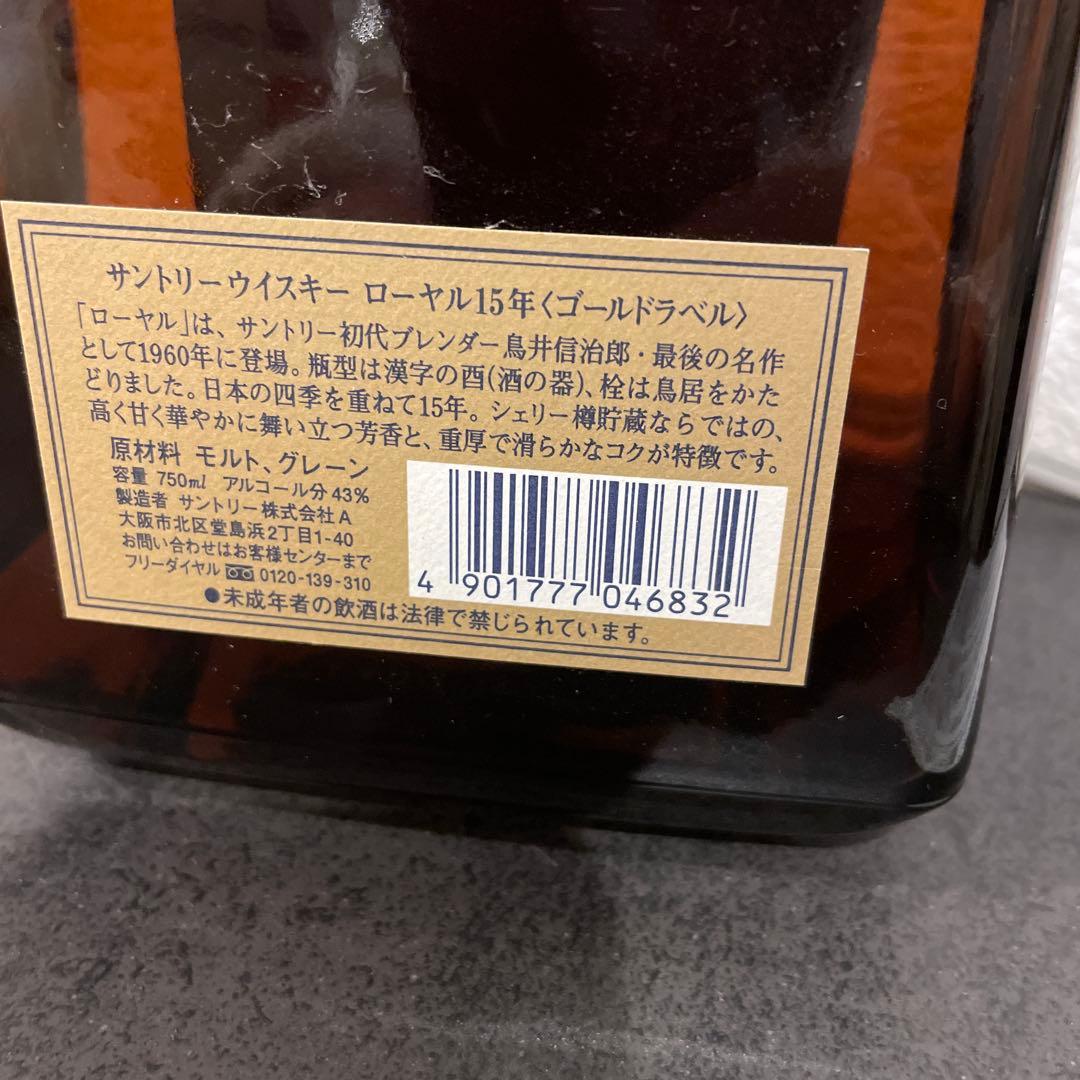 サントリーウイスキー ローヤル15年〈ゴールドラベル〉
「ローヤル」は、サントリー初代ブレンダー鳥井信治郎・最後の名作
として1960年に登場。瓶型は漢字の酉(酒の器)、栓は鳥居をかた
どりました。日本の四季を重ねて15年。シェリー樽貯蔵ならではの、
高く甘く華やかに舞い立つ芳香と、重厚で滑らかなコクが特徴です。
原材料 モルト、グレーン
容量 750ml アルコール分43%
製造者 サントリー株式会社A
大阪市北区堂島浜2丁目1-40
お問い合わせはお客様センターまで
フリーダイヤル 0120-139-310
4 901777 046832
●未成年者の飲酒は法律で禁じられています。